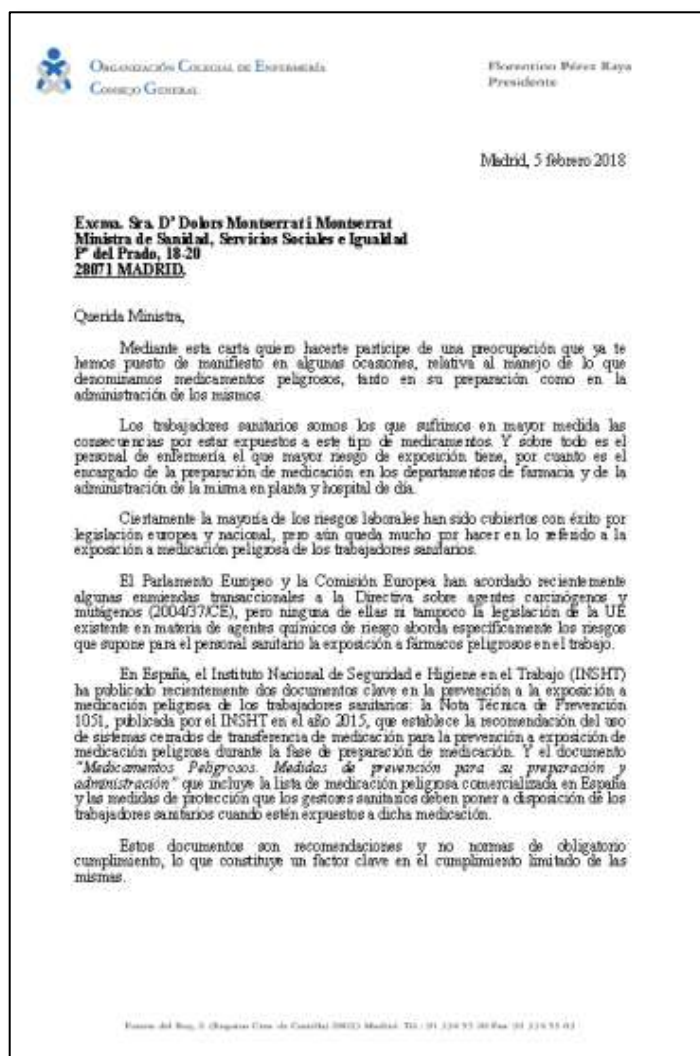 ORGANIZACIÓN COLEGIAL DE ENFERMERÍA
CONSEJO GENERAL
Florentino Pérez Raya
Presidente
Madrid, 5 febrero 2018
Excma. Sra. Dª Dolors Montserrat i Montserrat
Ministra de Sanidad, Servicios Sociales e Igualdad
Pº del Prado, 18-20
28071 MADRID.
Querida Ministra,
Mediante esta carta quiero hacerte partícipe de una preocupación que ya te
hemos puesto de manifiesto en algunas ocasiones, relativa al manejo de lo que
denominamos medicamentos peligrosos, tanto en su preparación como en la
administración de los mismos.
Los trabajadores sanitarios somos los que sufrimos en mayor medida las
consecuencias por estar expuestos a este tipo de medicamentos. Y sobre todo es el
personal de enfermería el que mayor riesgo de exposición tiene, por cuanto es el
encargado de la preparación de medicación en los departamentos de farmacia y de la
administración de la misma en planta y hospital de día.
Ciertamente la mayoría de los riesgos laborales han sido cubiertos con éxito por
legislación europea y nacional, pero aún queda mucho por hacer en lo referido a la
exposición a medicación peligrosa de los trabajadores sanitarios.
El Parlamento Europeo y la Comisión Europea han acordado recientemente
algunas enmiendas transaccionales a la Directiva sobre agentes carcinógenos y
mutágenos (2004/37/CE), pero ninguna de ellas ni tampoco la legislación de la UE
existente en materia de agentes químicos de riesgo aborda específicamente los riesgos
que supone para el personal sanitario la exposición a fármacos peligrosos en el trabajo.
En España, el Instituto Nacional de Seguridad e Higiene en el Trabajo (INSHT)
ha publicado recientemente dos documentos clave en la prevención a la exposición a
medicación peligrosa de los trabajadores sanitarios: la Nota Técnica de Prevención
1051, publicada por el INSHT en el año 2015, que establece la recomendación del uso
de sistemas cerrados de transferencia de medicación para la prevención a exposición de
medicación peligrosa durante la fase de preparación de medicación. Y el documento
"Medicamentos Peligrosos. Medidas de prevención para su preparación y
administración" que incluye la lista de medicación peligrosa comercializada en España
y las medidas de protección que los gestores sanitarios deben poner a disposición de los
trabajadores sanitarios cuando estén expuestos a dicha medicación.
Estos documentos son recomendaciones y no normas de obligatorio
cumplimiento, lo que constituye un factor clave en el cumplimiento limitado de las
mismas.